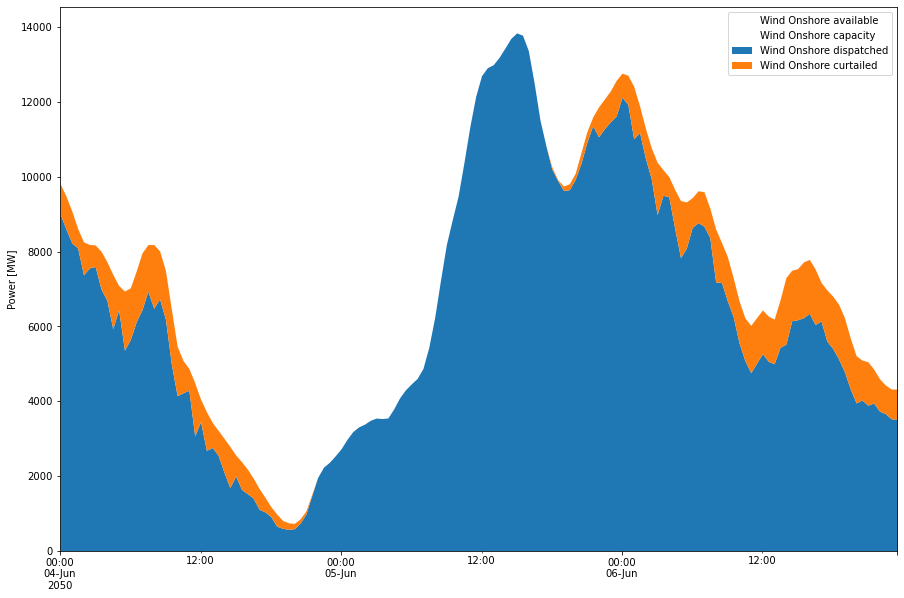 Wind Onshore available
Wind Onshore capacity
Wind Onshore dispatched
Wind Onshore curtailed
Power [MW]
14000
12000
10000
8000
6000
4000
2000
0
00:00
04-Jun
2050
12:00
00:00
05-Jun
12:00
00:00
06-Jun
12:00